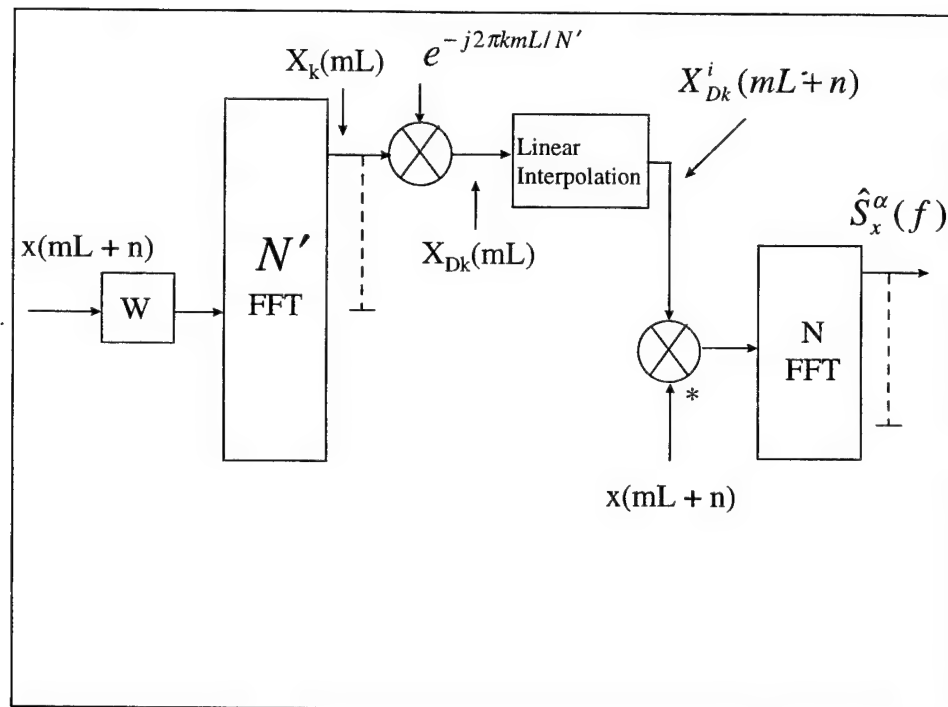 X_k(mL)
e^{-j2πkmL/N′}
X^i_{Dk}(mL + n)
Linear
Interpolation
Ŝ^α_x(f)
x(mL + n)
W
N′
FFT
X_{Dk}(mL)
N
FFT
*
x(mL + n)